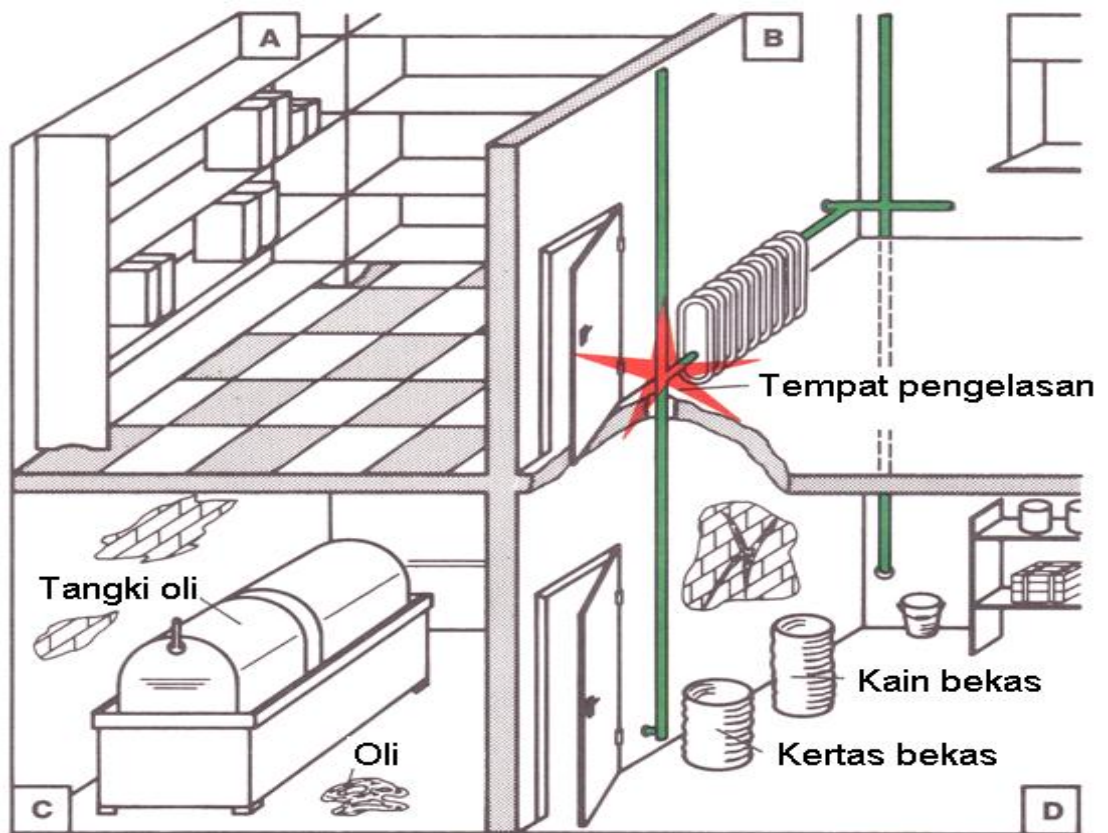 A
B
Tempat pengelasan
Tangki oli
Kain bekas
Oli
Kertas bekas
C
D